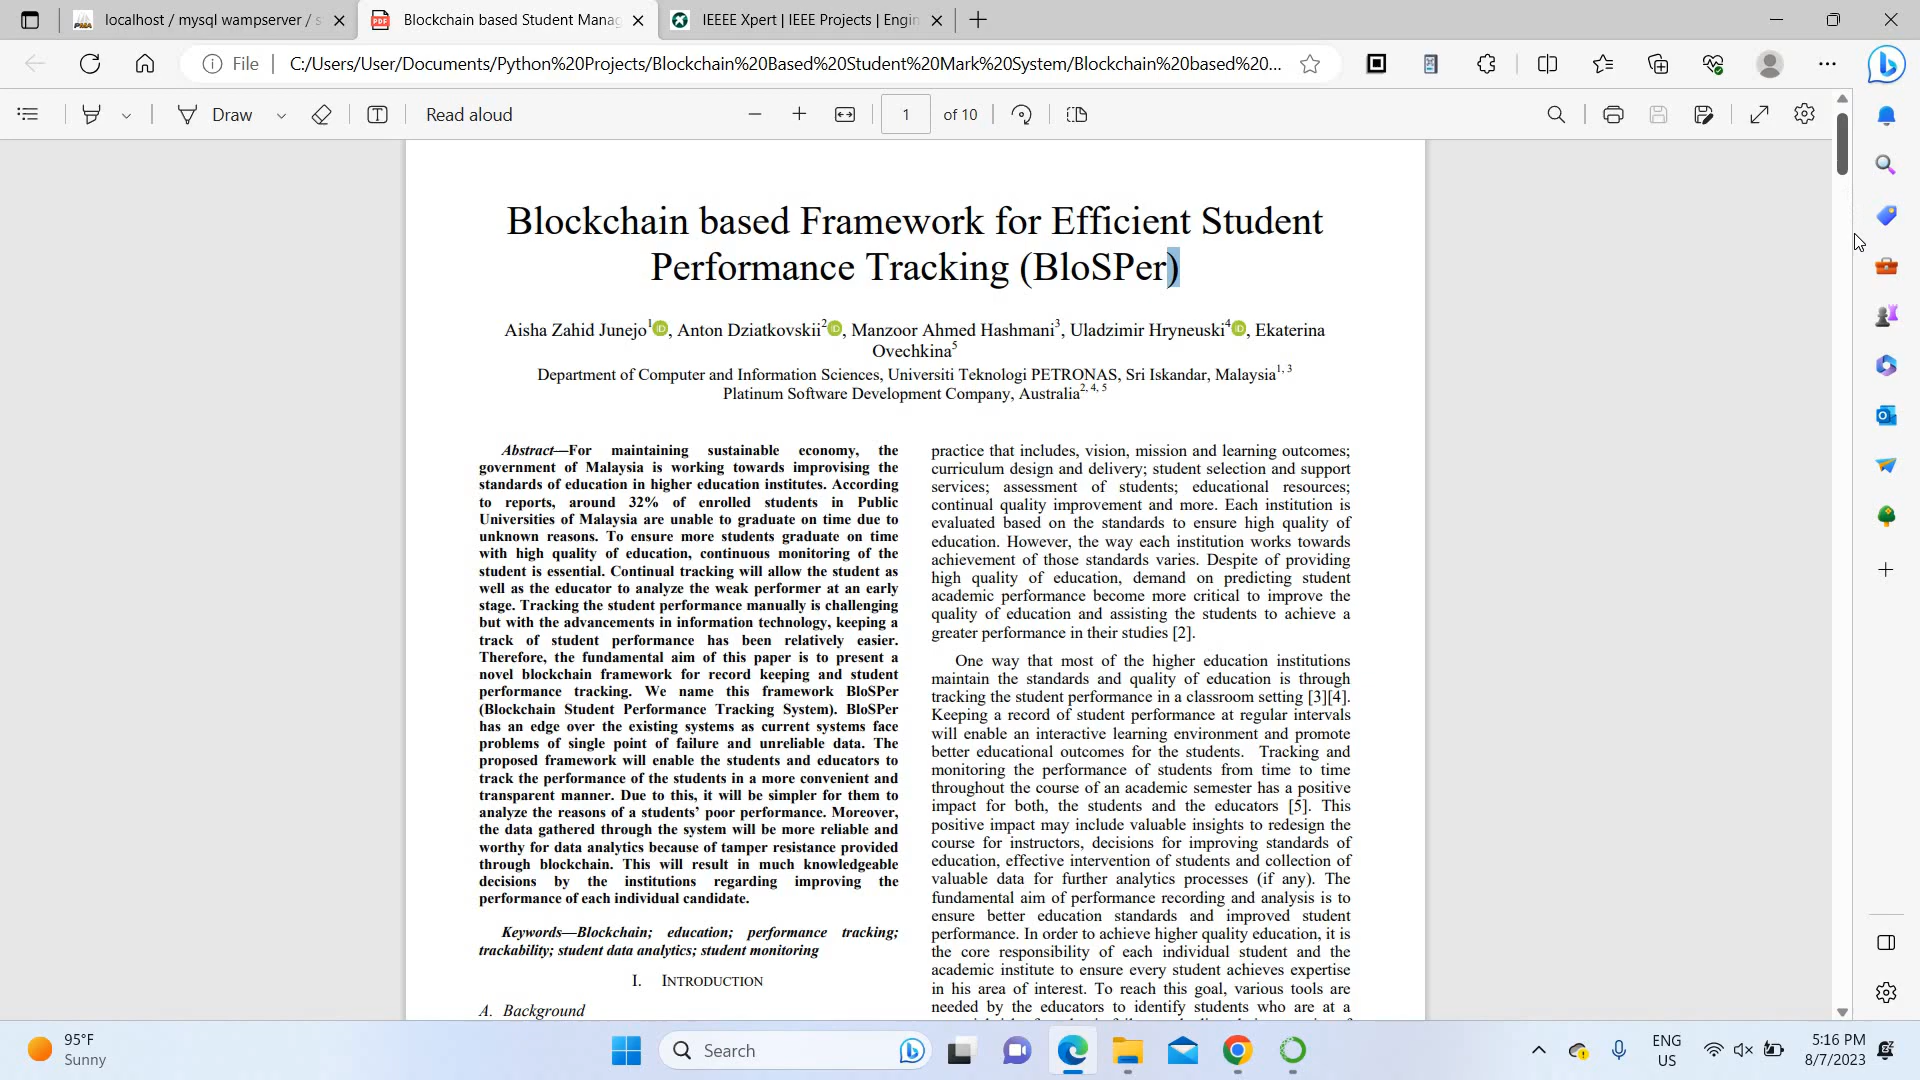 localhost / mysql wampserver / s
Blockchain based Student Manag
IEEEE Xpert | IEEE Projects | Engin
File
C:/Users/User/Documents/Python%20Projects/Blockchain%20Based%20Student%20Mark%20System/Blockchain%20based%20...
Draw
Read aloud
1 of 10
Blockchain based Framework for Efficient Student
Performance Tracking (BloSPer)
Aisha Zahid Junejo1, Anton Dziatkovskii2, Manzoor Ahmed Hashmani3, Uladzimir Hryneuski4, Ekaterina
Ovechkina5
Department of Computer and Information Sciences, Universiti Teknologi PETRONAS, Sri Iskandar, Malaysia1, 3
Platinum Software Development Company, Australia2, 4, 5
Abstract—For maintaining sustainable economy, the
government of Malaysia is working towards improvising the
standards of education in higher education institutes. According
to reports, around 32% of enrolled students in Public
Universities of Malaysia are unable to graduate on time due to
unknown reasons. To ensure more students graduate on time
with high quality of education, continuous monitoring of the
student is essential. Continual tracking will allow the student as
well as the educator to analyze the weak performer at an early
stage. Tracking the student performance manually is challenging
but with the advancements in information technology, keeping a
track of student performance has been relatively easier.
Therefore, the fundamental aim of this paper is to present a
novel blockchain framework for record keeping and student
performance tracking. We name this framework BloSPer
(Blockchain Student Performance Tracking System). BloSPer
has an edge over the existing systems as current systems face
problems of single point of failure and unreliable data. The
proposed framework will enable the students and educators to
track the performance of the students in a more convenient and
transparent manner. Due to this, it will be simpler for them to
analyze the reasons of a students’ poor performance. Moreover,
the data gathered through the system will be more reliable and
worthy for data analytics because of tamper resistance provided
through blockchain. This will result in much knowledgeable
decisions by the institutions regarding improving the
performance of each individual candidate.
Keywords—Blockchain; education; performance tracking;
trackability; student data analytics; student monitoring
I. INTRODUCTION
A. Background
practice that includes, vision, mission and learning outcomes;
curriculum design and delivery; student selection and support
services; assessment of students; educational resources;
continual quality improvement and more. Each institution is
evaluated based on the standards to ensure high quality of
education. However, the way each institution works towards
achievement of those standards varies. Despite of providing
high quality of education, demand on predicting student
academic performance become more critical to improve the
quality of education and assisting the students to achieve a
greater performance in their studies [2].
One way that most of the higher education institutions
maintain the standards and quality of education is through
tracking the student performance in a classroom setting [3][4].
Keeping a record of student performance at regular intervals
will enable an interactive learning environment and promote
better educational outcomes for the students. Tracking and
monitoring the performance of students from time to time
throughout the course of an academic semester has a positive
impact for both, the students and the educators [5]. This
positive impact may include valuable insights to redesign the
course for instructors, decisions for improving standards of
education, effective intervention of students and collection of
valuable data for further analytics processes (if any). The
fundamental aim of performance recording and analysis is to
ensure better education standards and improved student
performance. In order to achieve higher quality education, it is
the core responsibility of each individual student and the
academic institute to ensure every student achieves expertise
in his area of interest. To reach this goal, various tools are
needed by the educators to identify students who are at a
95°F
Sunny
Search
ENG
US
5:16 PM
8/7/2023